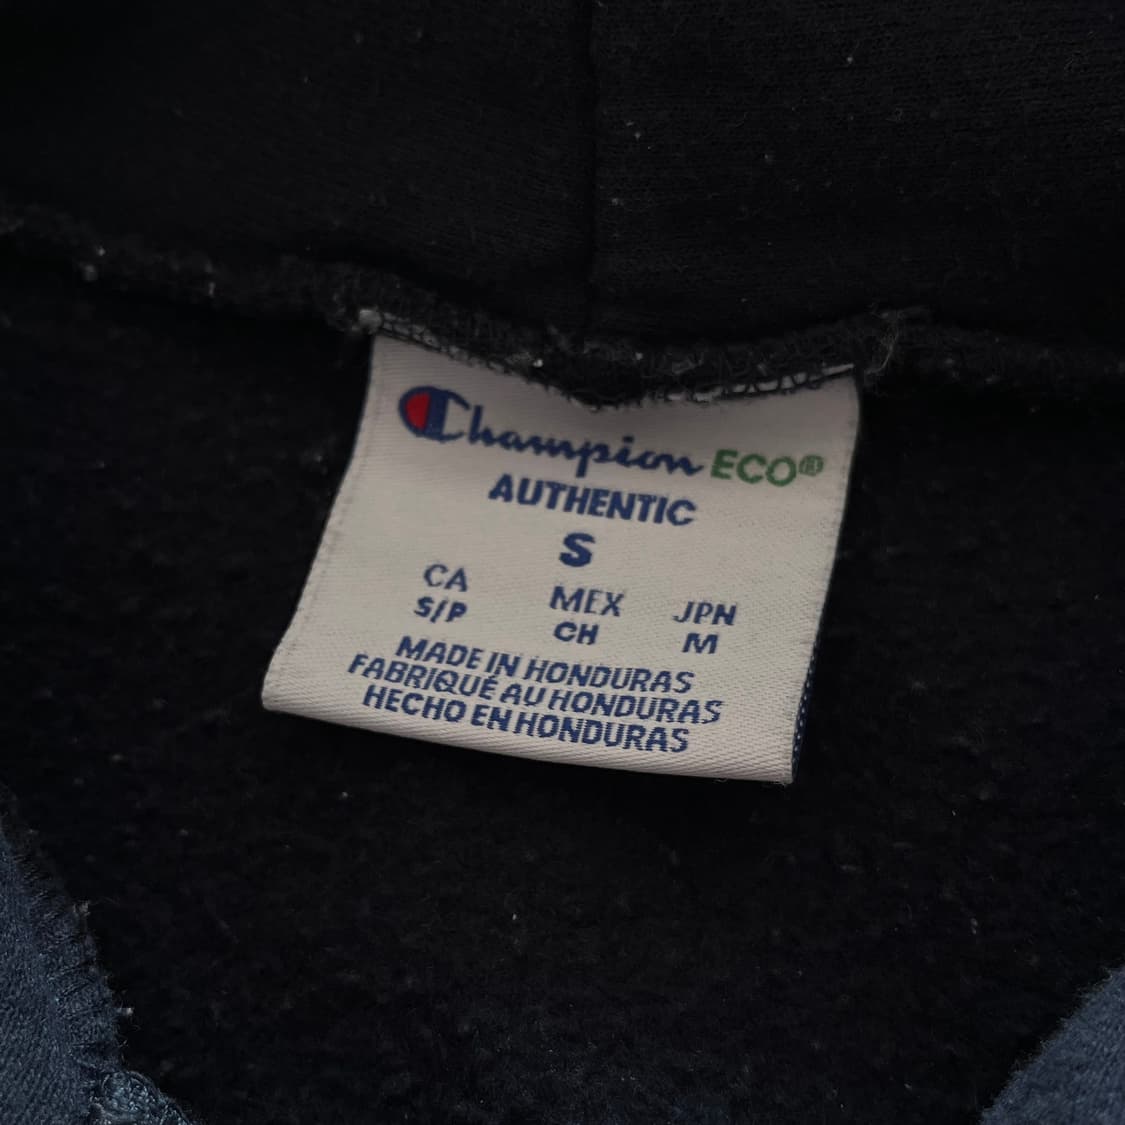 Champion ECO®
AUTHENTIC
S
CA MEX JPN
S/P CH M
MADE IN HONDURAS
FABRIQUÉ AU HONDURAS
HECHO EN HONDURAS